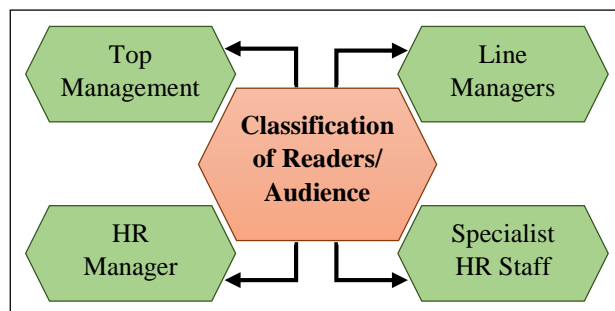 Top
Management
Line
Managers
Classification
of Readers/
Audience
HR
Manager
Specialist
HR Staff